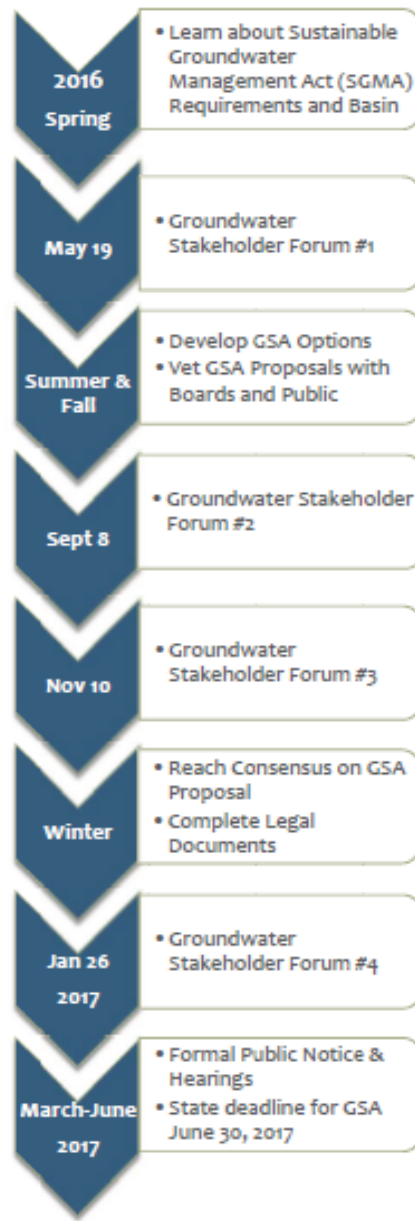 2016
Spring
• Learn about Sustainable
Groundwater
Management Act (SGMA)
Requirements and Basin
May 19
• Groundwater
Stakeholder Forum #1
Summer &
Fall
• Develop GSA Options
• Vet GSA Proposals with
Boards and Public
Sept 8
• Groundwater Stakeholder
Forum #2
Nov 10
• Groundwater
Stakeholder Forum #3
Winter
• Reach Consensus on GSA
Proposal
• Complete Legal
Documents
Jan 26
2017
• Groundwater
Stakeholder Forum #4
March-June
2017
• Formal Public Notice &
Hearings
• State deadline for GSA
June 30, 2017